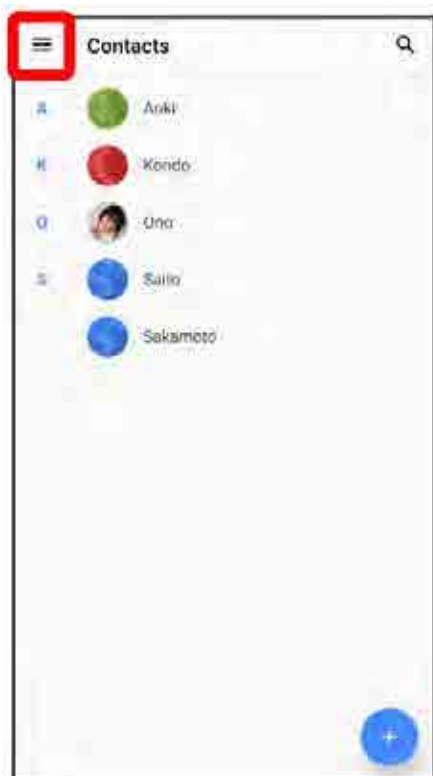 Contacts
A Aoki
K Kondo
O Ono
S Saito
Sakamoto